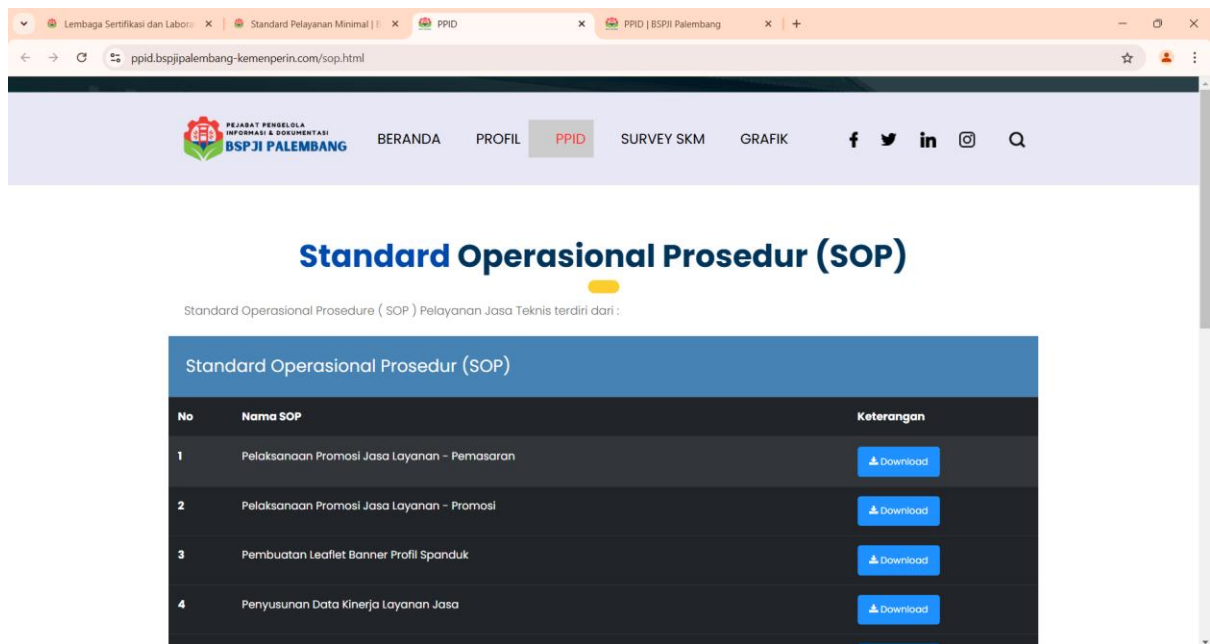 Lembaga Sertifikasi dan Labora
Standard Pelayanan Minimal |
PPID
PPID | BSPJI Palembang
ppid.bspjipalembang-kemenperin.com/sop.html
PEJABAT PENGELOLA
INFORMASI & DOKUMENTASI
BSPJI PALEMBANG
BERANDA
PROFIL
PPID
SURVEY SKM
GRAFIK
Standard Operasional Prosedur (SOP)
Standard Operasional Prosedure ( SOP ) Pelayanan Jasa Teknis terdiri dari :
Standard Operasional Prosedur (SOP)
No Nama SOP Keterangan
1 Pelaksanaan Promosi Jasa Layanan - Pemasaran Download
2 Pelaksanaan Promosi Jasa Layanan - Promosi Download
3 Pembuatan Leaflet Banner Profil Spanduk Download
4 Penyusunan Data Kinerja Layanan Jasa Download